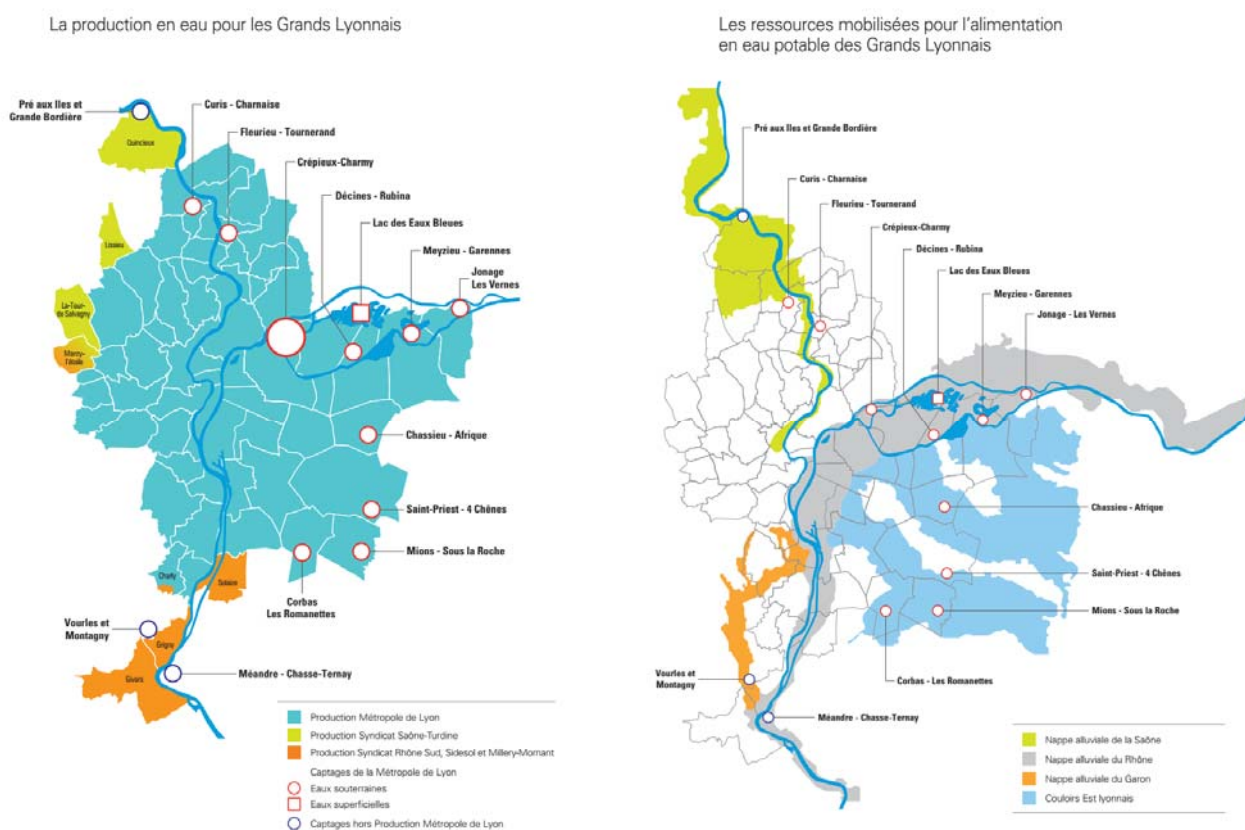 La production en eau pour les Grands Lyonnais
Pré aux Iles et
Grande Bordière
Curis - Charnaise
Fleurieu - Tournerand
Crépieux-Charmy
Décines - Rubina
Lac des Eaux Bleues
Meyzieu - Garennes
Jonage
Les Vernes
Quincieux
Lissieu
La-Tour-
de Salvagny
Marcy-
l'étoile
Chassieu - Afrique
Saint-Priest - 4 Chênes
Mions - Sous la Roche
Corbas
Les Romanettes
Charly
Solaize
Vourles et
Montagny
Grigny
Givors
Méandre - Chasse-Ternay
Production Métropole de Lyon
Production Syndicat Saône-Turdine
Production Syndicat Rhône Sud, Sidesol et Millery-Mornant
Captages de la Métropole de Lyon
Eaux souterraines
Eaux superficielles
Captages hors Production Métropole de Lyon
Les ressources mobilisées pour l'alimentation
en eau potable des Grands Lyonnais
Pré aux Iles et Grande Bordière
Curis - Charnaise
Fleurieu - Tournerand
Crépieux-Charmy
Décines - Rubina
Lac des Eaux Bleues
Meyzieu - Garennes
Jonage - Les Vernes
Chassieu - Afrique
Saint-Priest - 4 Chênes
Mions - Sous la Roche
Corbas - Les Romanettes
Vourles et
Montagny
Méandre - Chasse-Ternay
Nappe alluviale de la Saône
Nappe alluviale du Rhône
Nappe alluviale du Garon
Couloirs Est lyonnais